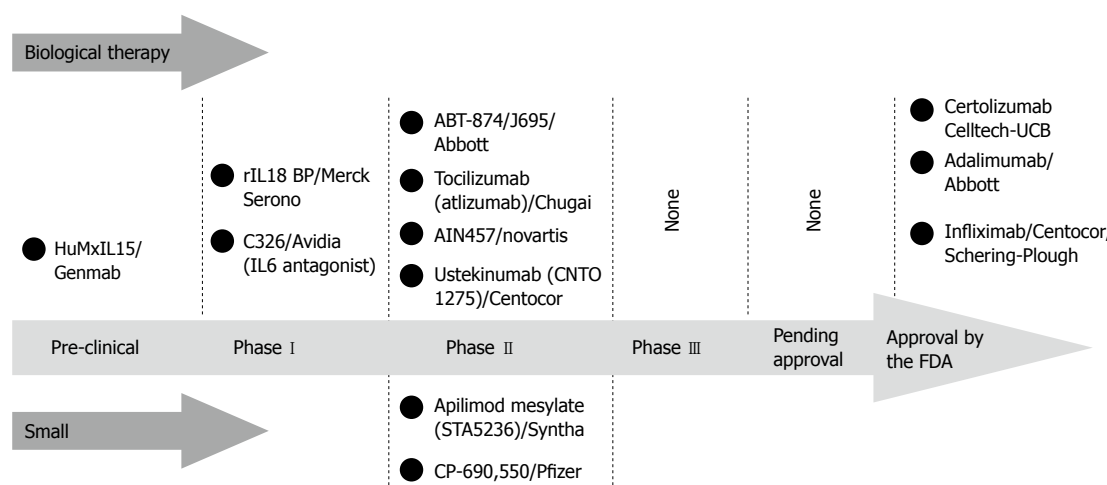 Biological therapy
HuMxIL15/
Genmab
rIL18 BP/Merck
Serono
C326/Avidia
(IL6 antagonist)
ABT-874/J695/
Abbott
Tocilizumab
(atlizumab)/Chugai
AIN457/novartis
Ustekinumab (CNTO
1275)/Centocor
None
None
Certolizumab
Celltech-UCB
Adalimumab/
Abbott
Infliximab/Centocor,
Schering-Plough
Pre-clinical
Phase Ⅰ
Phase Ⅱ
Phase Ⅲ
Pending
approval
Approval by
the FDA
Small
Apilimod mesylate
(STA5236)/Syntha
CP-690,550/Pfizer